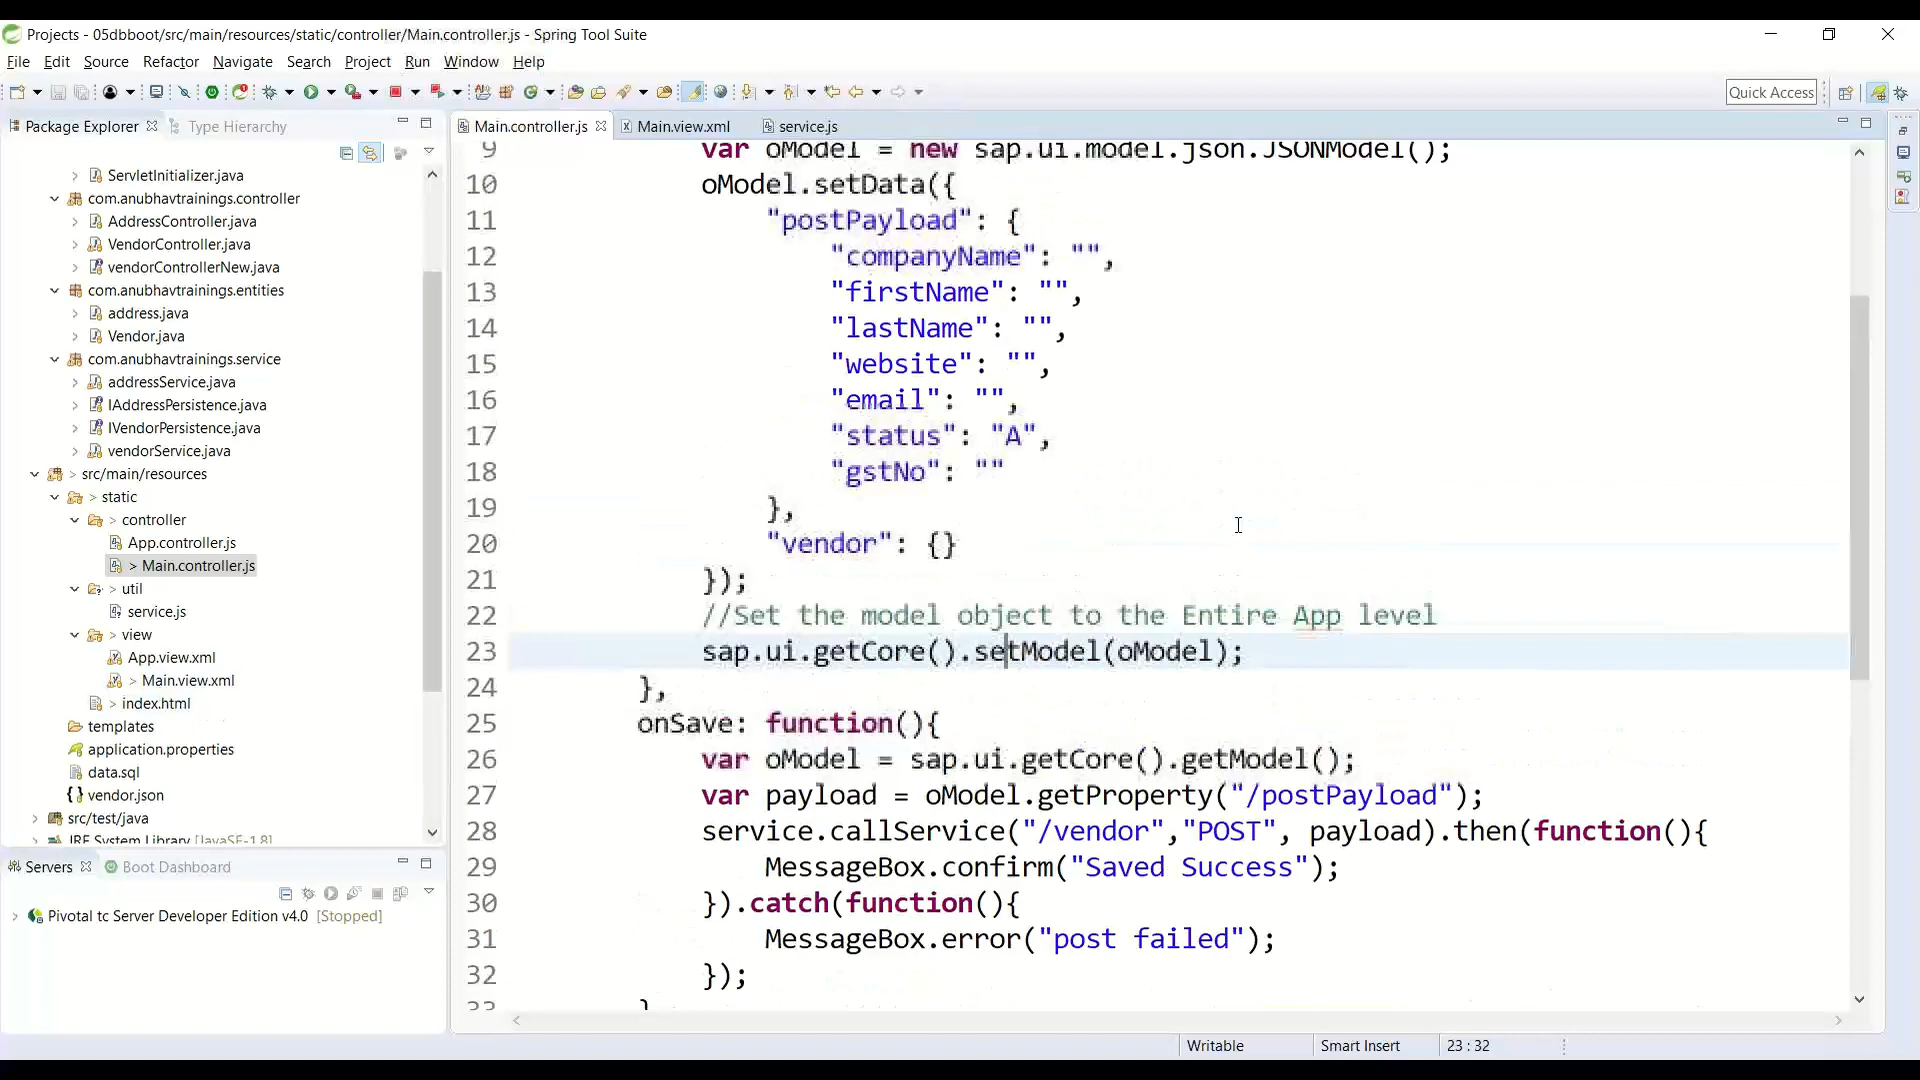 Projects - 05dbboot/src/main/resources/static/controller/Main.controller.js - Spring Tool Suite
File Edit Source Refactor Navigate Search Project Run Window Help
Quick Access
Package Explorer
Type Hierarchy
ServletInitializer.java
com.anubhavtrainings.controller
AddressController.java
VendorController.java
vendorControllerNew.java
com.anubhavtrainings.entities
address.java
Vendor.java
com.anubhavtrainings.service
addressService.java
IAddressPersistence.java
IVendorPersistence.java
vendorService.java
> src/main/resources
> static
> controller
App.controller.js
> Main.controller.js
> util
service.js
> view
App.view.xml
> Main.view.xml
> index.html
templates
application.properties
data.sql
vendor.json
src/test/java
JRE System Library [JavaSE-1.8]
Servers
Boot Dashboard
Pivotal tc Server Developer Edition v4.0 [Stopped]
Main.controller.js
Main.view.xml
service.js
9 var oModel = new sap.ui.model.json.JSONModel();
10 oModel.setData({
11 "postPayload": {
12 "companyName": "",
13 "firstName": "",
14 "lastName": "",
15 "website": "",
16 "email": "",
17 "status": "A",
18 "gstNo": ""
19 },
20 "vendor": {}
21 });
22 //Set the model object to the Entire App level
23 sap.ui.getCore().setModel(oModel);
24 },
25 onSave: function(){
26 var oModel = sap.ui.getCore().getModel();
27 var payload = oModel.getProperty("/postPayload");
28 service.callService("/vendor","POST", payload).then(function(){
29 MessageBox.confirm("Saved Success");
30 }).catch(function(){
31 MessageBox.error("post failed");
32 });
33 }
Writable
Smart Insert
23 : 32